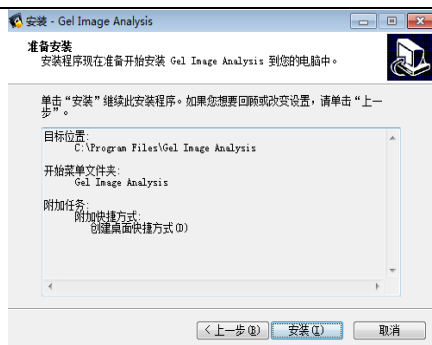 安装 - Gel Image Analysis
准备安装
安装程序现在准备开始安装 Gel Image Analysis 到您的电脑中。
单击“安装”继续此安装程序。如果您想要回顾或改变设置，请单击“上一
步”。
目标位置:
C:\Program Files\Gel Image Analysis
开始菜单文件夹:
Gel Image Analysis
附加任务:
附加快捷方式:
创建桌面快捷方式(D)
< 上一步(B)
安装(I)
取消